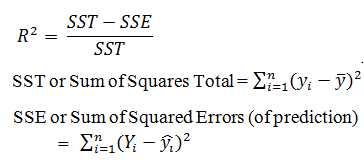 R² = (SST − SSE) / SST
SST or Sum of Squares Total = ∑ᵢ₌₁ⁿ(yᵢ − ȳ)²
SSE or Sum of Squared Errors (of prediction)
= ∑ᵢ₌₁ⁿ(Yᵢ − ŷᵢ)²